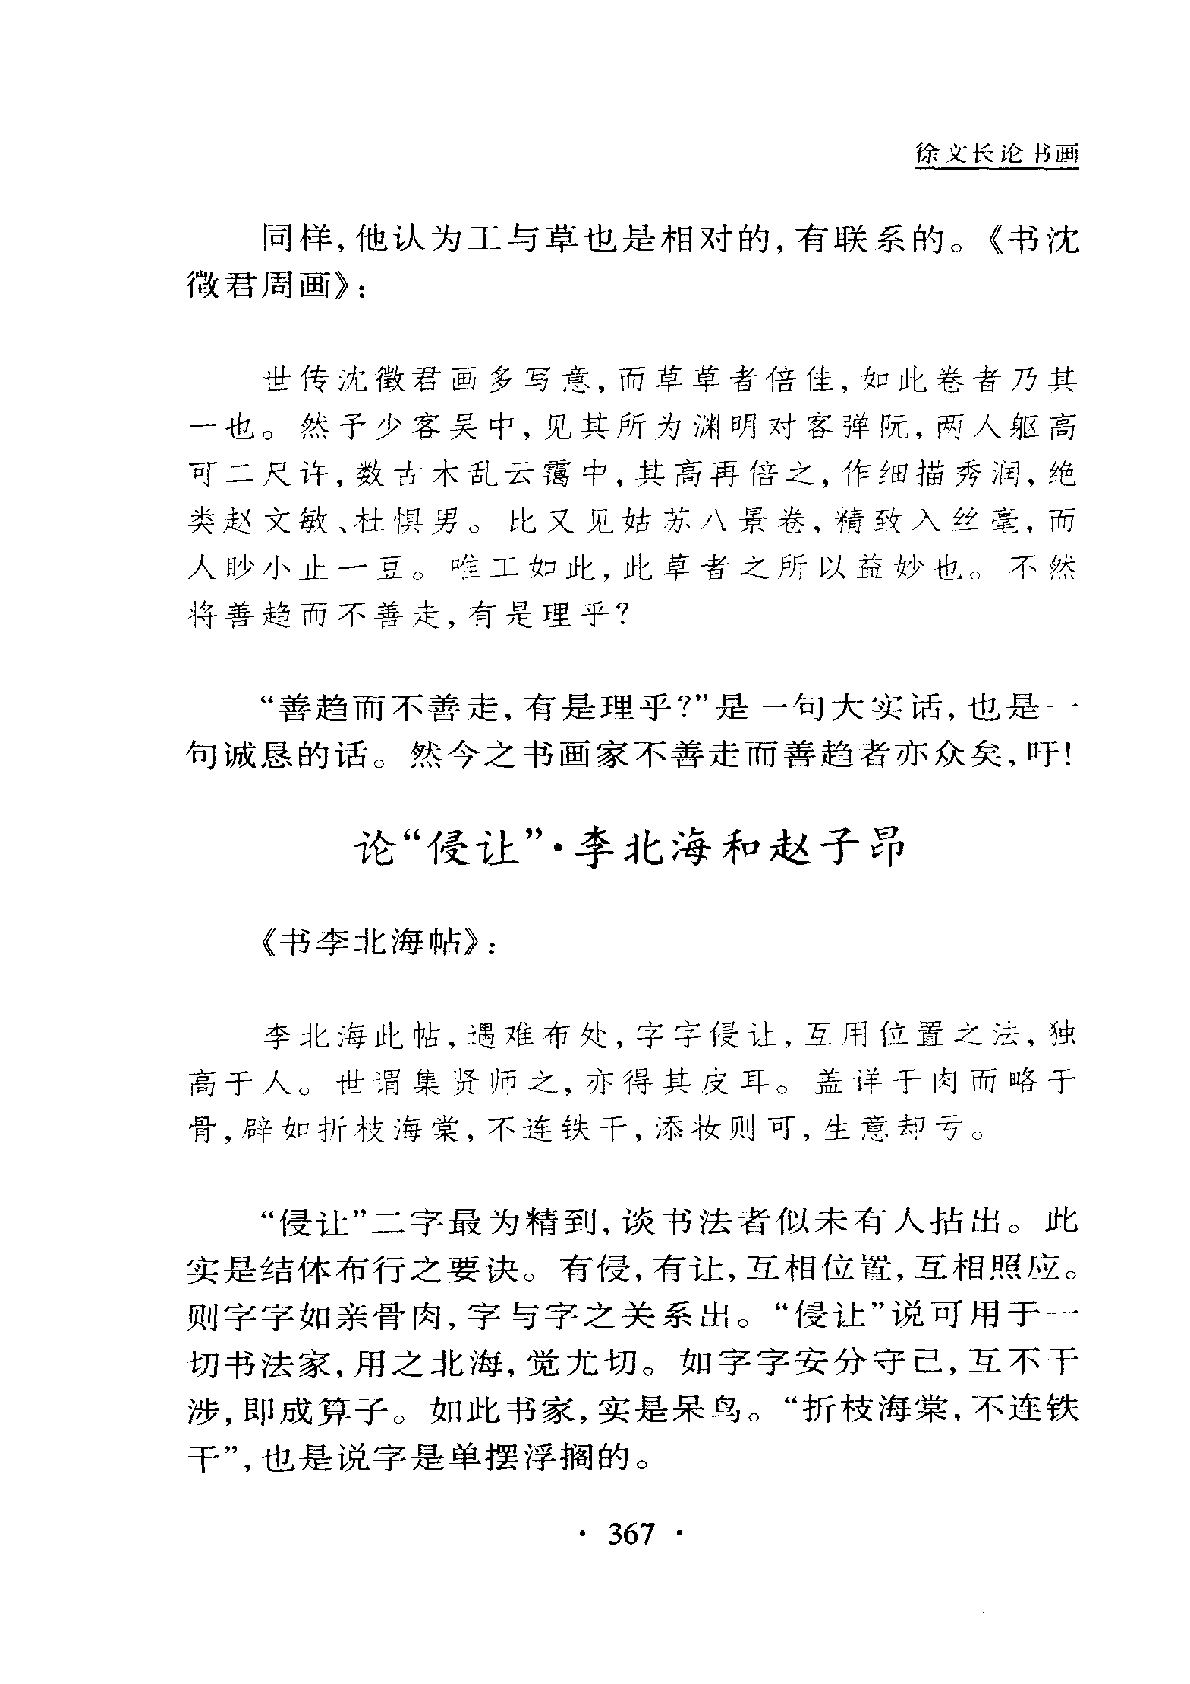 徐文长论书画
同样,他认为工与草也是相对的,有联系的。《书沈
徵君周画》:
世传沈徵君画多写意,而草草者倍佳,如此卷者乃其
一也。然予少客吴中,见其所为渊明对客弹阮,两人躯高
可二尺许,数古木乱云霭中,其高再倍之,作细描秀润,绝
类赵文敏、杜惧男。比又见姑苏八景卷,精致入丝毫,而
人眇小止一豆。唯工如此,此草者之所以益妙也。不然
将善趋而不善走,有是理乎?
“善趋而不善走,有是理乎?”是一句大实话,也是一
句诚恳的话。然今之书画家不善走而善趋者亦众矣,吁!
论“侵让”·李北海和赵子昂
《书李北海帖》:
李北海此帖,遇难布处,字字侵让,互用位置之法,独
高于人。世谓集贤师之,亦得其皮耳。盖详于肉而略于
骨,辟如折枝海棠,不连铁干,添妆则可,生意却亏。
“侵让”二字最为精到,谈书法者似未有人拈出。此
实是结体布行之要诀。有侵,有让,互相位置,互相照应。
则字字如亲骨肉,字与字之关系出。“侵让”说可用于一
切书法家,用之北海,觉尤切。如字字安分守己,互不干
涉,即成算子。如此书家,实是呆鸟。“折枝海棠,不连铁
干”,也是说字是单摆浮搁的。
· 367 ·